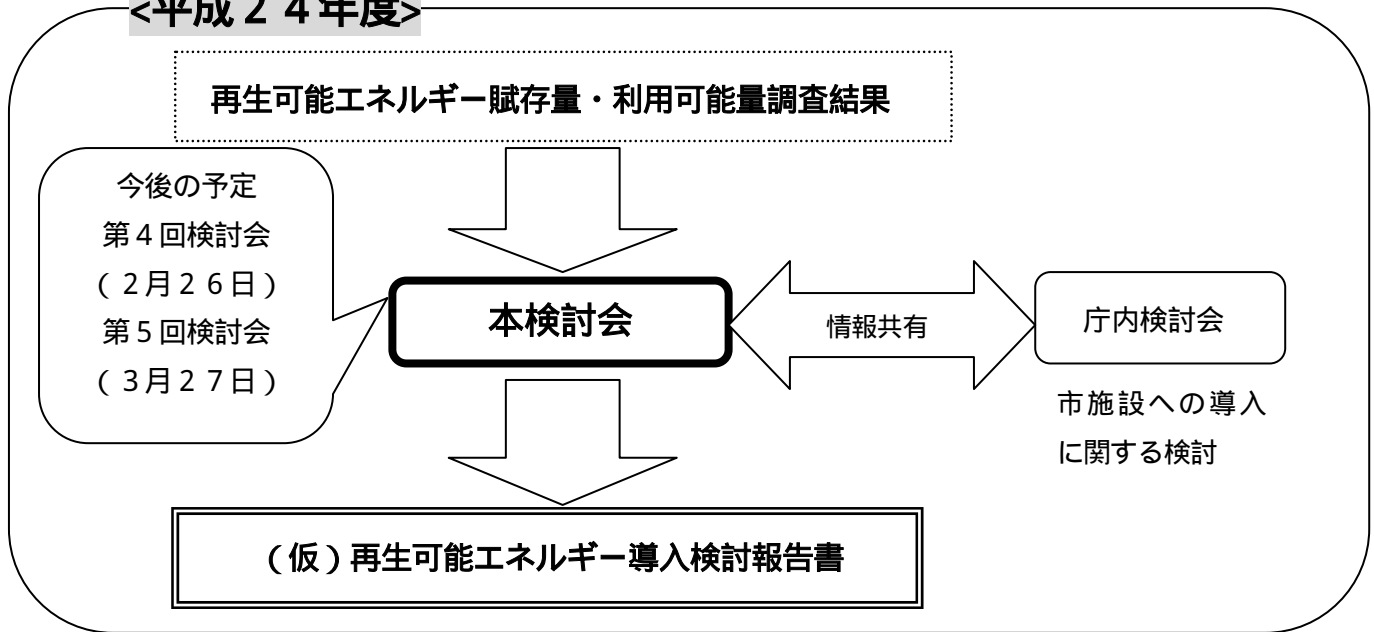 <平成２４年度>
再生可能エネルギー賦存量・利用可能量調査結果
今後の予定
第４回検討会
（２月２６日）
第５回検討会
（３月２７日）
本検討会
情報共有
庁内検討会
市施設への導入
に関する検討
（仮）再生可能エネルギー導入検討報告書